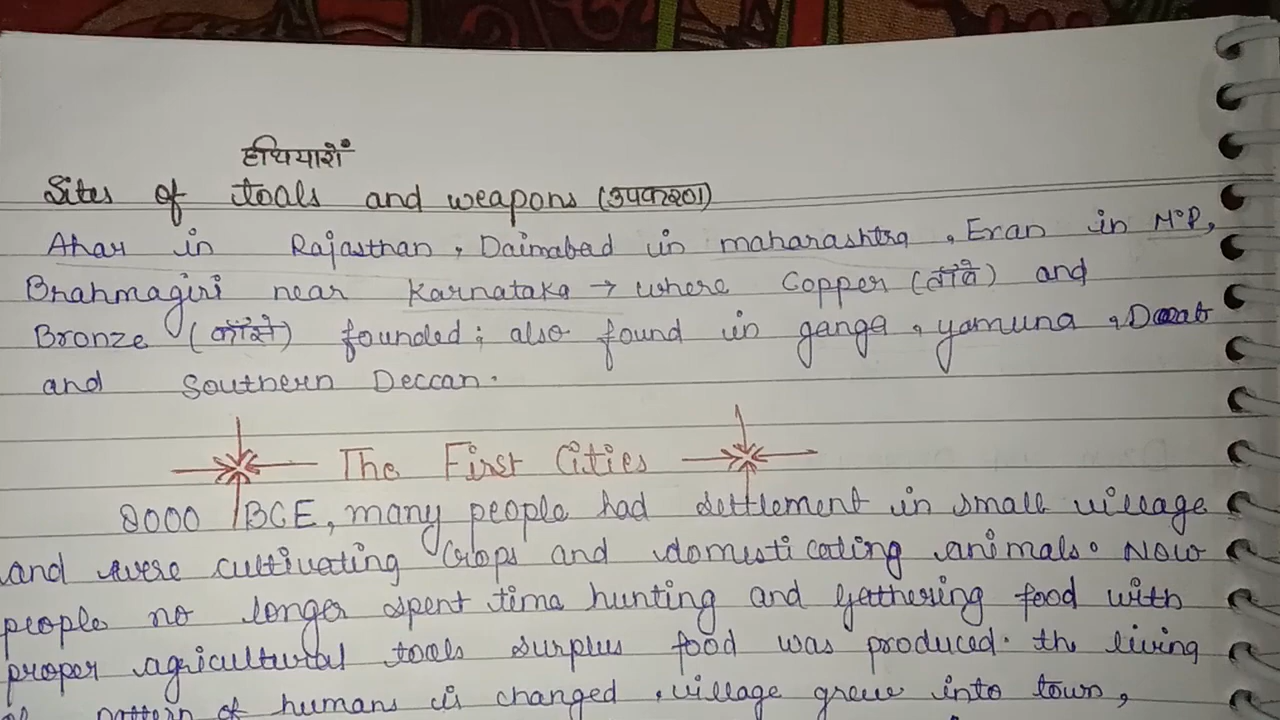 हथियारों
Sites of toals and weapons (उपकरण)
Ahar in Rajasthan, Daimabad in maharashtra, Eran in M.P,
Brahmagiri near Karnataka → where Copper (तांबे) and
Bronze (कांसे) founded; also found in ganga, yamuna,
and Southern Deccan.
The First Cities
8000 BCE, many people had settlement in small village
and were cultivating crops and domesticating animals. Now
people no longer spent time hunting and gathering food with
proper agricultural toals surplus food was produced. the living
pattern of humans is changed, village grew into town,